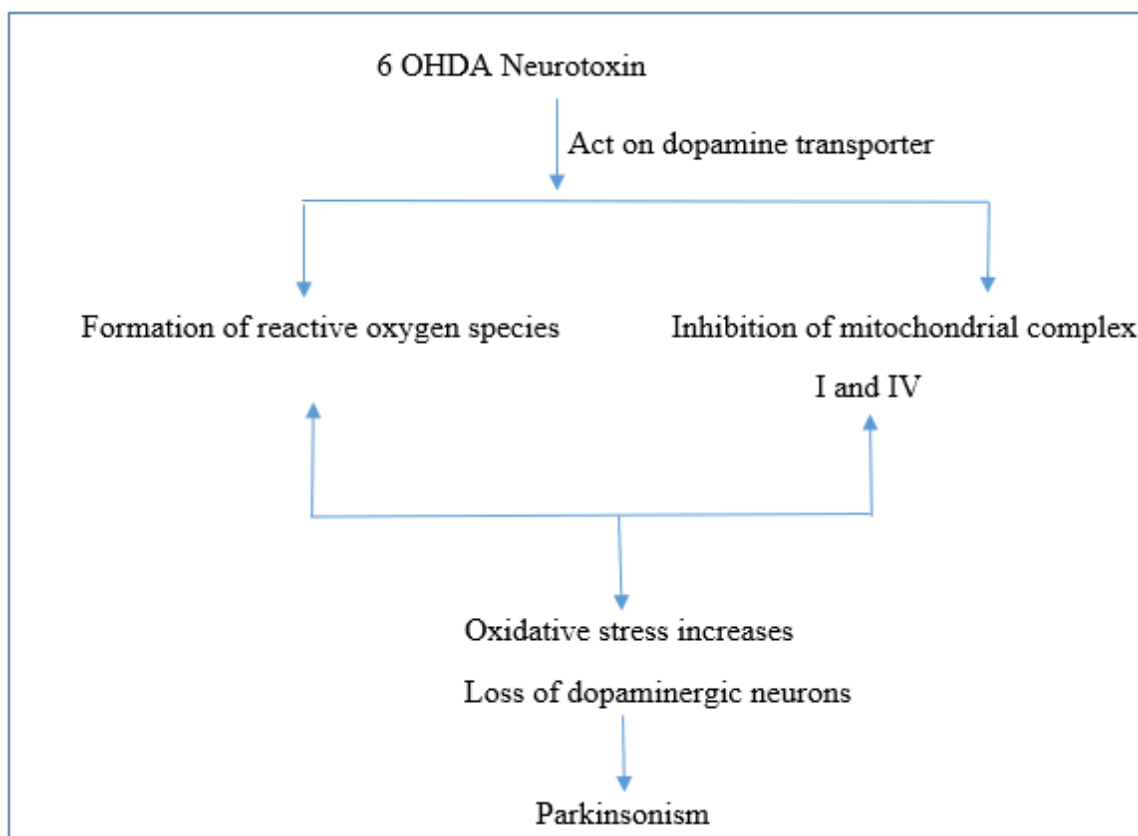 6 OHDA Neurotoxin
Act on dopamine transporter
Formation of reactive oxygen species
Inhibition of mitochondrial complex
I and IV
Oxidative stress increases
Loss of dopaminergic neurons
Parkinsonism